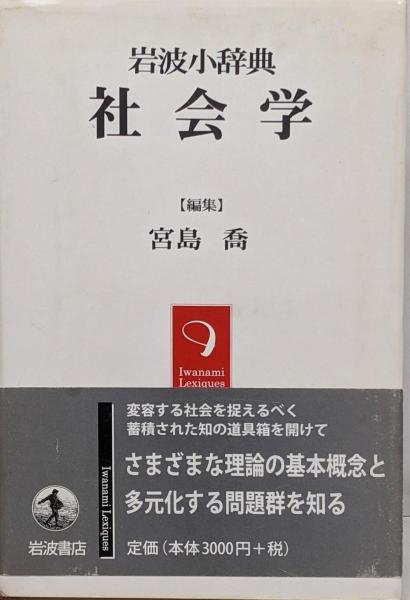 岩波小辞典
社会学
【編集】
宮島 喬
Iwanami
Lexiques
変容する社会を捉えるべく
蓄積された知の道具箱を開けて
さまざまな理論の基本概念と
多元化する問題群を知る
定価(本体3000円+税)
Iwanami Lexiques
岩波書店